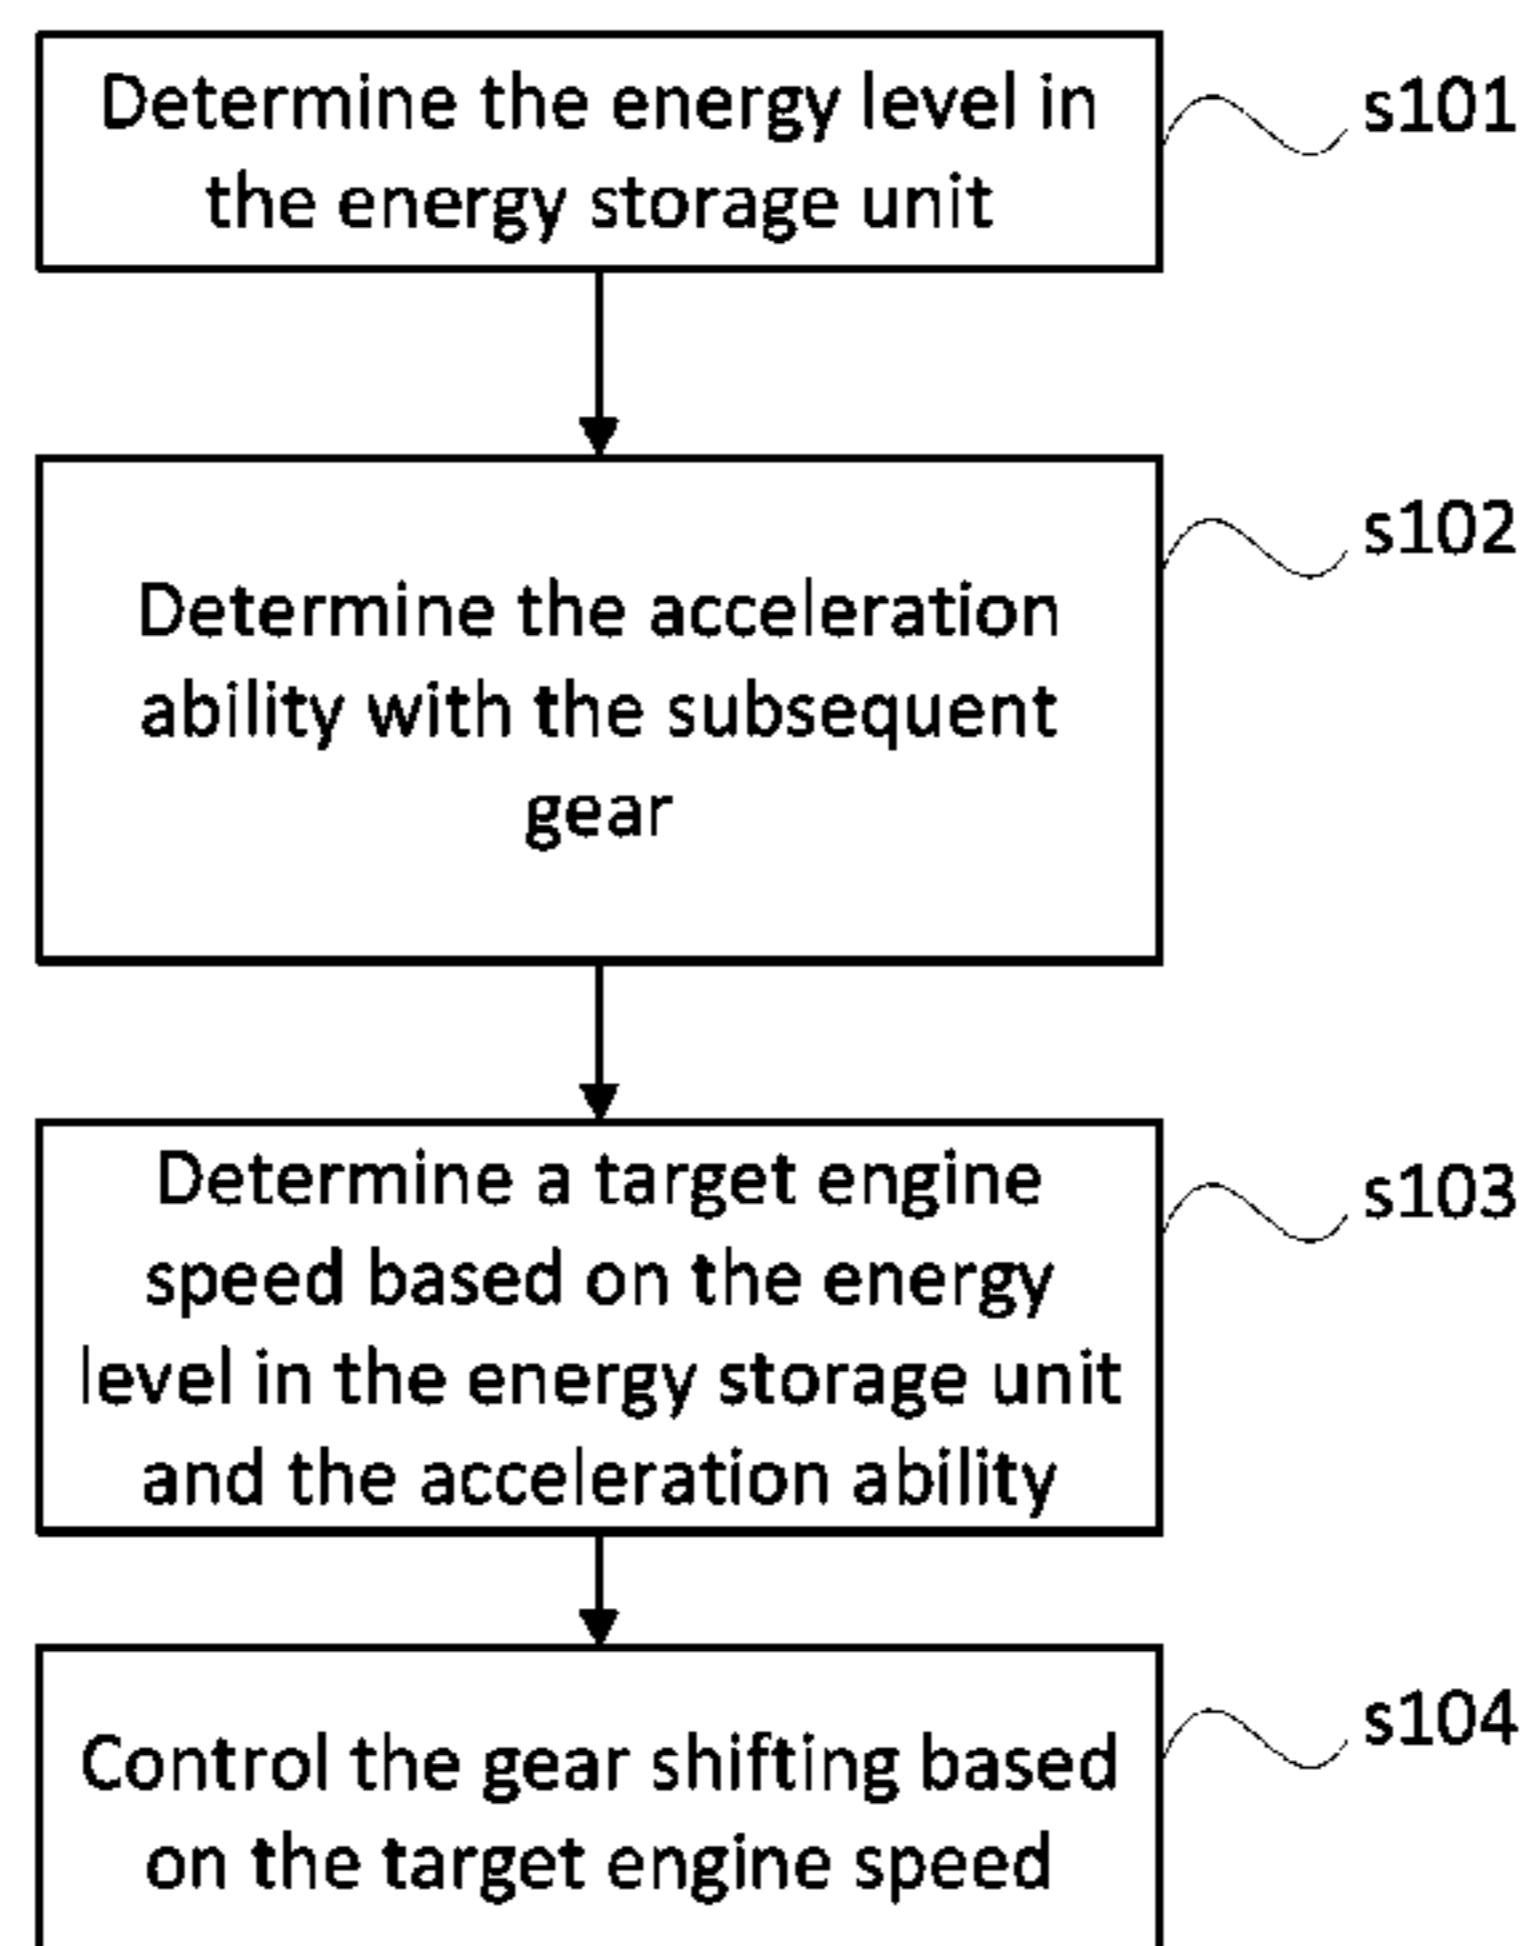 Determine the energy level in
the energy storage unit
s101
Determine the acceleration
ability with the subsequent
gear
s102
Determine a target engine
speed based on the energy
level in the energy storage unit
and the acceleration ability
s103
Control the gear shifting based
on the target engine speed
s104